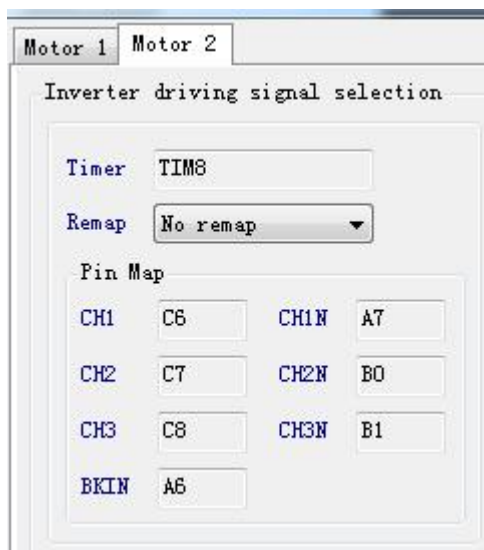 Motor 1 Motor 2
Inverter driving signal selection
Timer TIM8
Remap No remap
Pin Map
CH1 C6 CH1N A7
CH2 C7 CH2N B0
CH3 C8 CH3N B1
BKIN A6